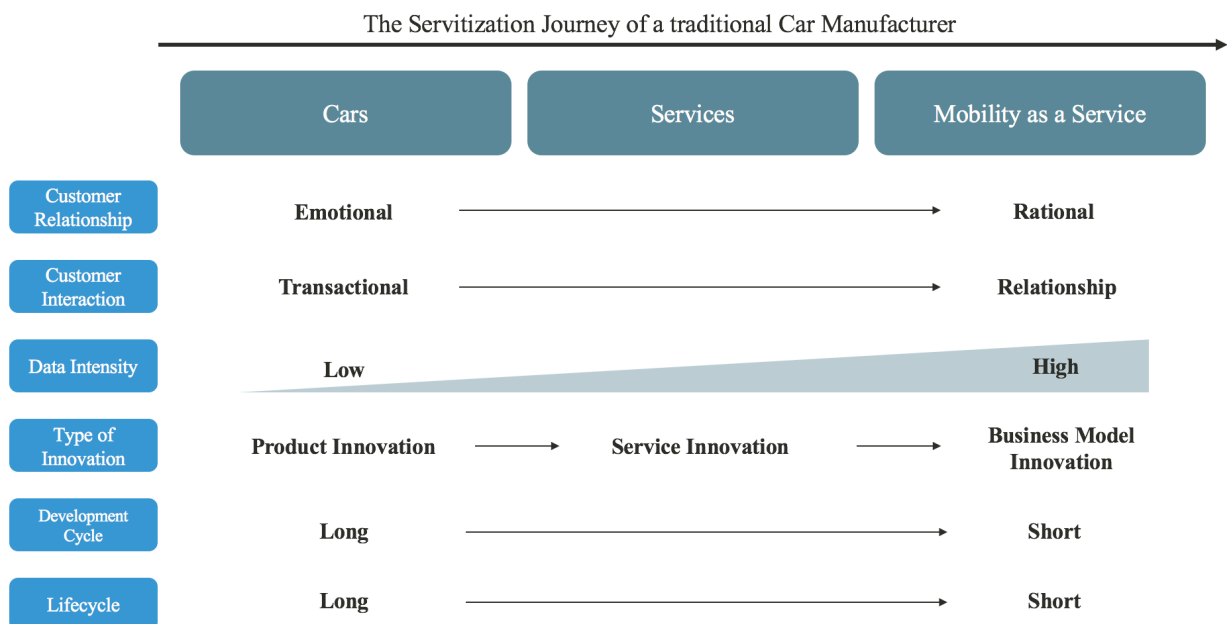 The Servitization Journey of a traditional Car Manufacturer
Cars
Services
Mobility as a Service
Customer
Relationship
Emotional
Rational
Customer
Interaction
Transactional
Relationship
Data Intensity
Low
High
Type of
Innovation
Product Innovation
Service Innovation
Business Model
Innovation
Development
Cycle
Long
Short
Lifecycle
Long
Short